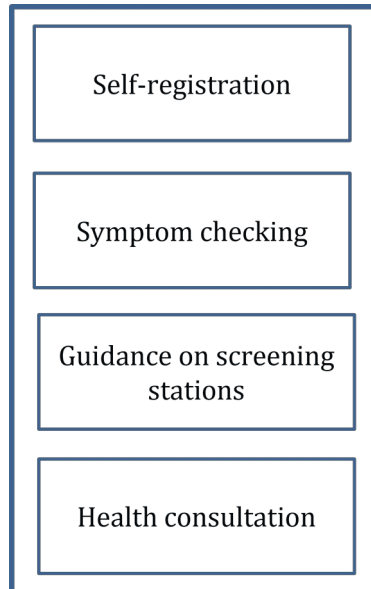 Self-registration
Symptom checking
Guidance on screening
stations
Health consultation